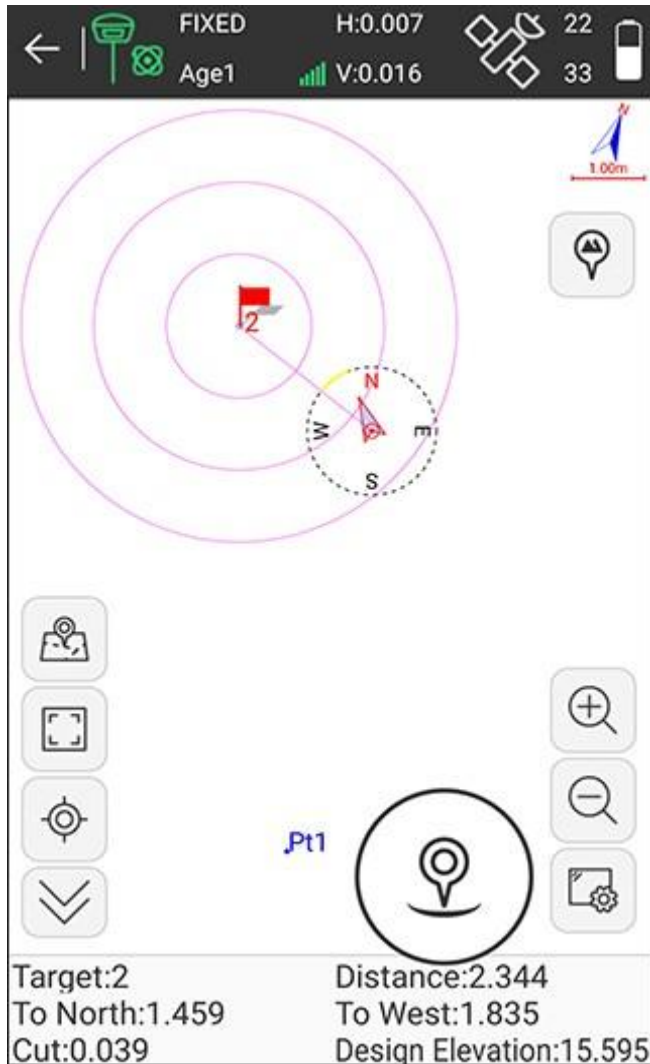 FIXED H:0.007 22
Age1 V:0.016 33
N
1.00m
2
N
W E
S
Pt1
Target:2 Distance:2.344
To North:1.459 To West:1.835
Cut:0.039 Design Elevation:15.595